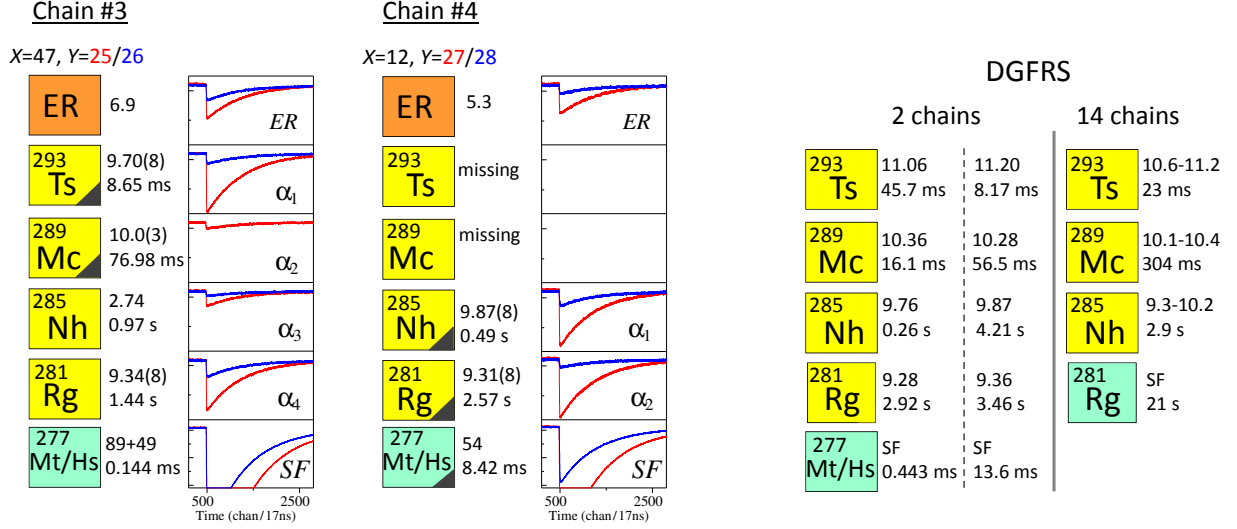 Chain #3
X=47, Y=25/26
ER
6.9
ER
293
Ts
9.70(8)
8.65 ms
α1
289
Mc
10.0(3)
76.98 ms
α2
285
Nh
2.74
0.97 s
α3
281
Rg
9.34(8)
1.44 s
α4
277
Mt/Hs
89+49
0.144 ms
SF
500
2500
Time (chan/17ns)
Chain #4
X=12, Y=27/28
ER
5.3
ER
293
Ts
missing
289
Mc
missing
285
Nh
9.87(8)
0.49 s
α1
281
Rg
9.31(8)
2.57 s
α2
277
Mt/Hs
54
8.42 ms
SF
500
2500
Time (chan/17ns)
DGFRS
2 chains
14 chains
293
Ts
11.06
45.7 ms
11.20
8.17 ms
293
Ts
10.6-11.2
23 ms
289
Mc
10.36
16.1 ms
10.28
56.5 ms
289
Mc
10.1-10.4
304 ms
285
Nh
9.76
0.26 s
9.87
4.21 s
285
Nh
9.3-10.2
2.9 s
281
Rg
9.28
2.92 s
9.36
3.46 s
281
Rg
SF
21 s
277
Mt/Hs
SF
0.443 ms
SF
13.6 ms